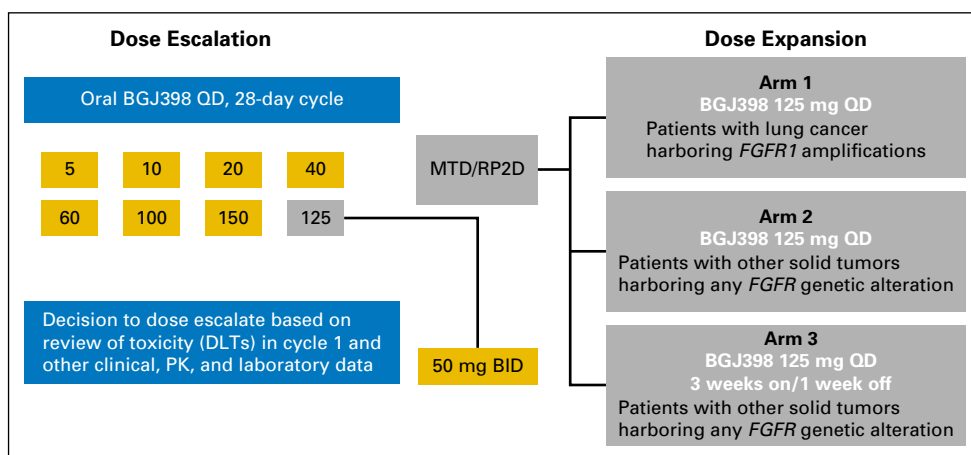 Dose Escalation
Oral BGJ398 QD, 28-day cycle
5 10 20 40
60 100 150 125
Decision to dose escalate based on
review of toxicity (DLTs) in cycle 1 and
other clinical, PK, and laboratory data
50 mg BID
MTD/RP2D
Dose Expansion
Arm 1
BGJ398 125 mg QD
Patients with lung cancer
harboring FGFR1 amplifications
Arm 2
BGJ398 125 mg QD
Patients with other solid tumors
harboring any FGFR genetic alteration
Arm 3
BGJ398 125 mg QD
3 weeks on/1 week off
Patients with other solid tumors
harboring any FGFR genetic alteration